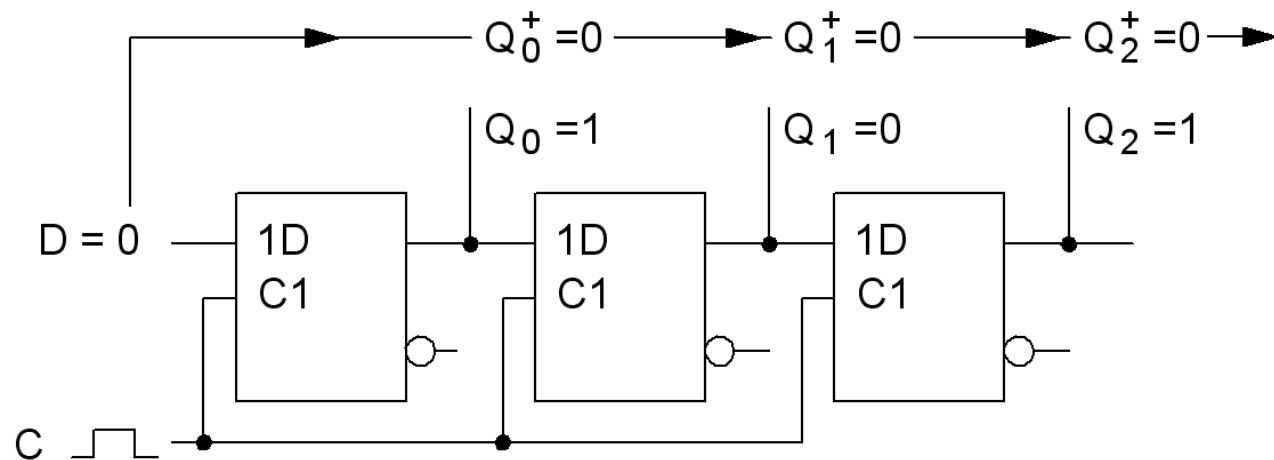 Q₀⁺ =0 Q₁⁺ =0 Q₂⁺ =0
Q₀ =1 Q₁ =0 Q₂ =1
D = 0 1D 1D 1D
C1 C1 C1
C